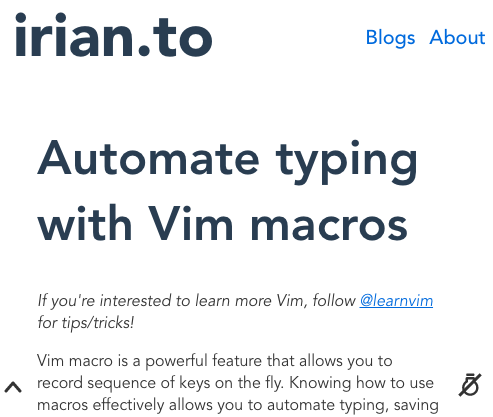 irian.to
Blogs About
Automate typing
with Vim macros
If you're interested to learn more Vim, follow @learnvim
for tips/tricks!
Vim macro is a powerful feature that allows you to
record sequence of keys on the fly. Knowing how to use
macros effectively allows you to automate typing, saving